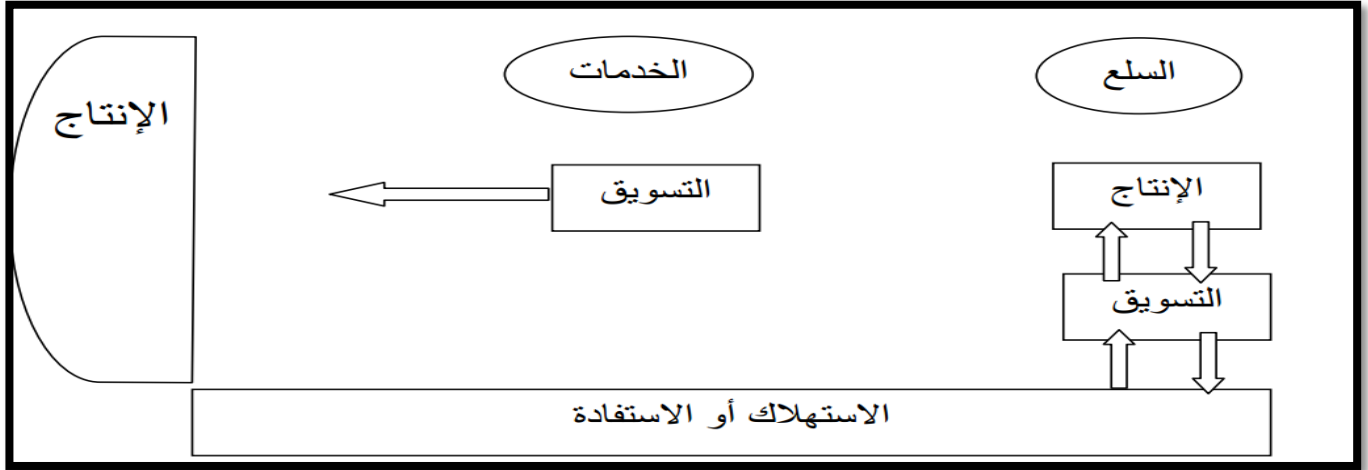 السلع
الخدمات
الإنتاج
الإنتاج
التسويق
التسويق
الاستهلاك أو الاستفادة